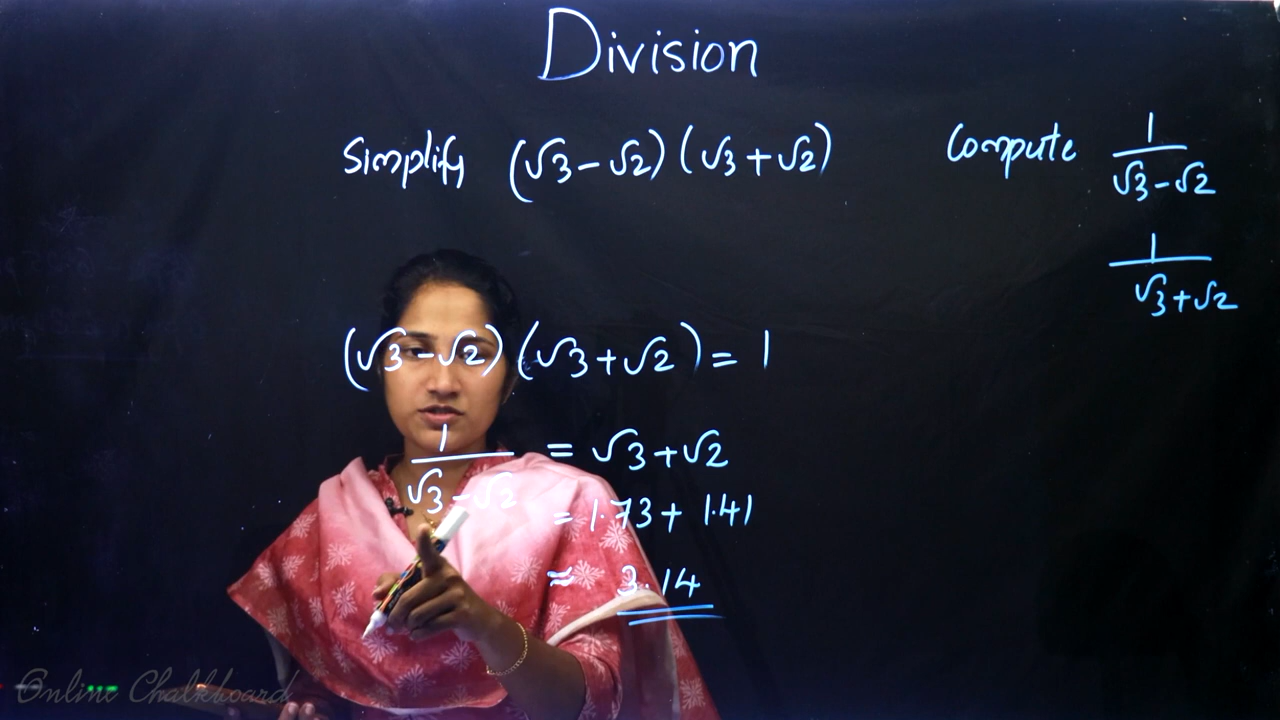 Division
Simplify (√3-√2)(√3+√2)
Compute 1/(√3-√2)
1/(√3+√2)
(√3-√2)(√3+√2) = 1
1/(√3-√2) = √3+√2
= 1.73 + 1.41
≈ 3.14
Online Chalkboard